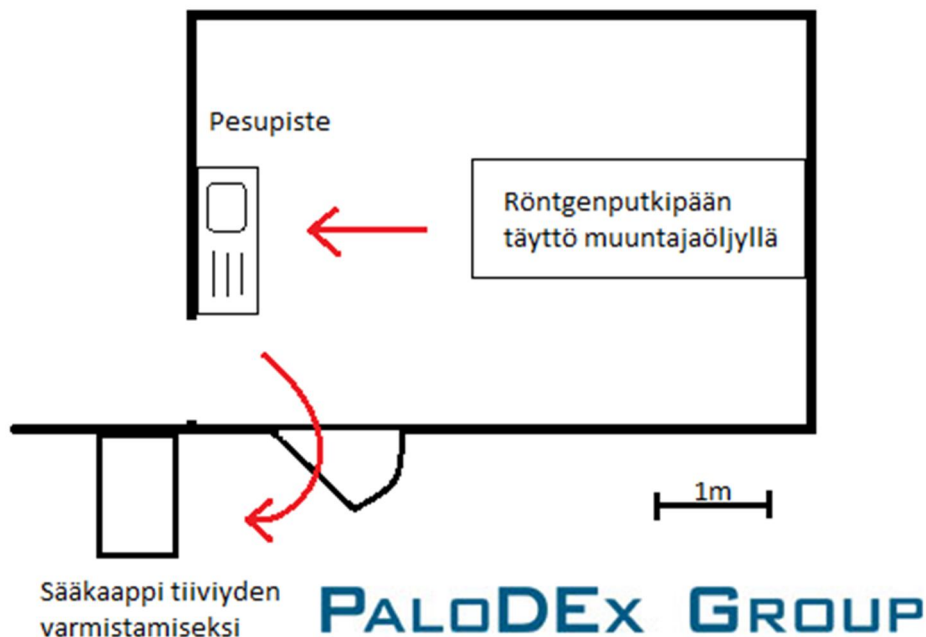 Pesupiste
Röntgenputkipään
täyttö muuntajaöljyllä
1m
Sääkaappi tiiviyden
varmistamiseksi
PALODEX GROUP